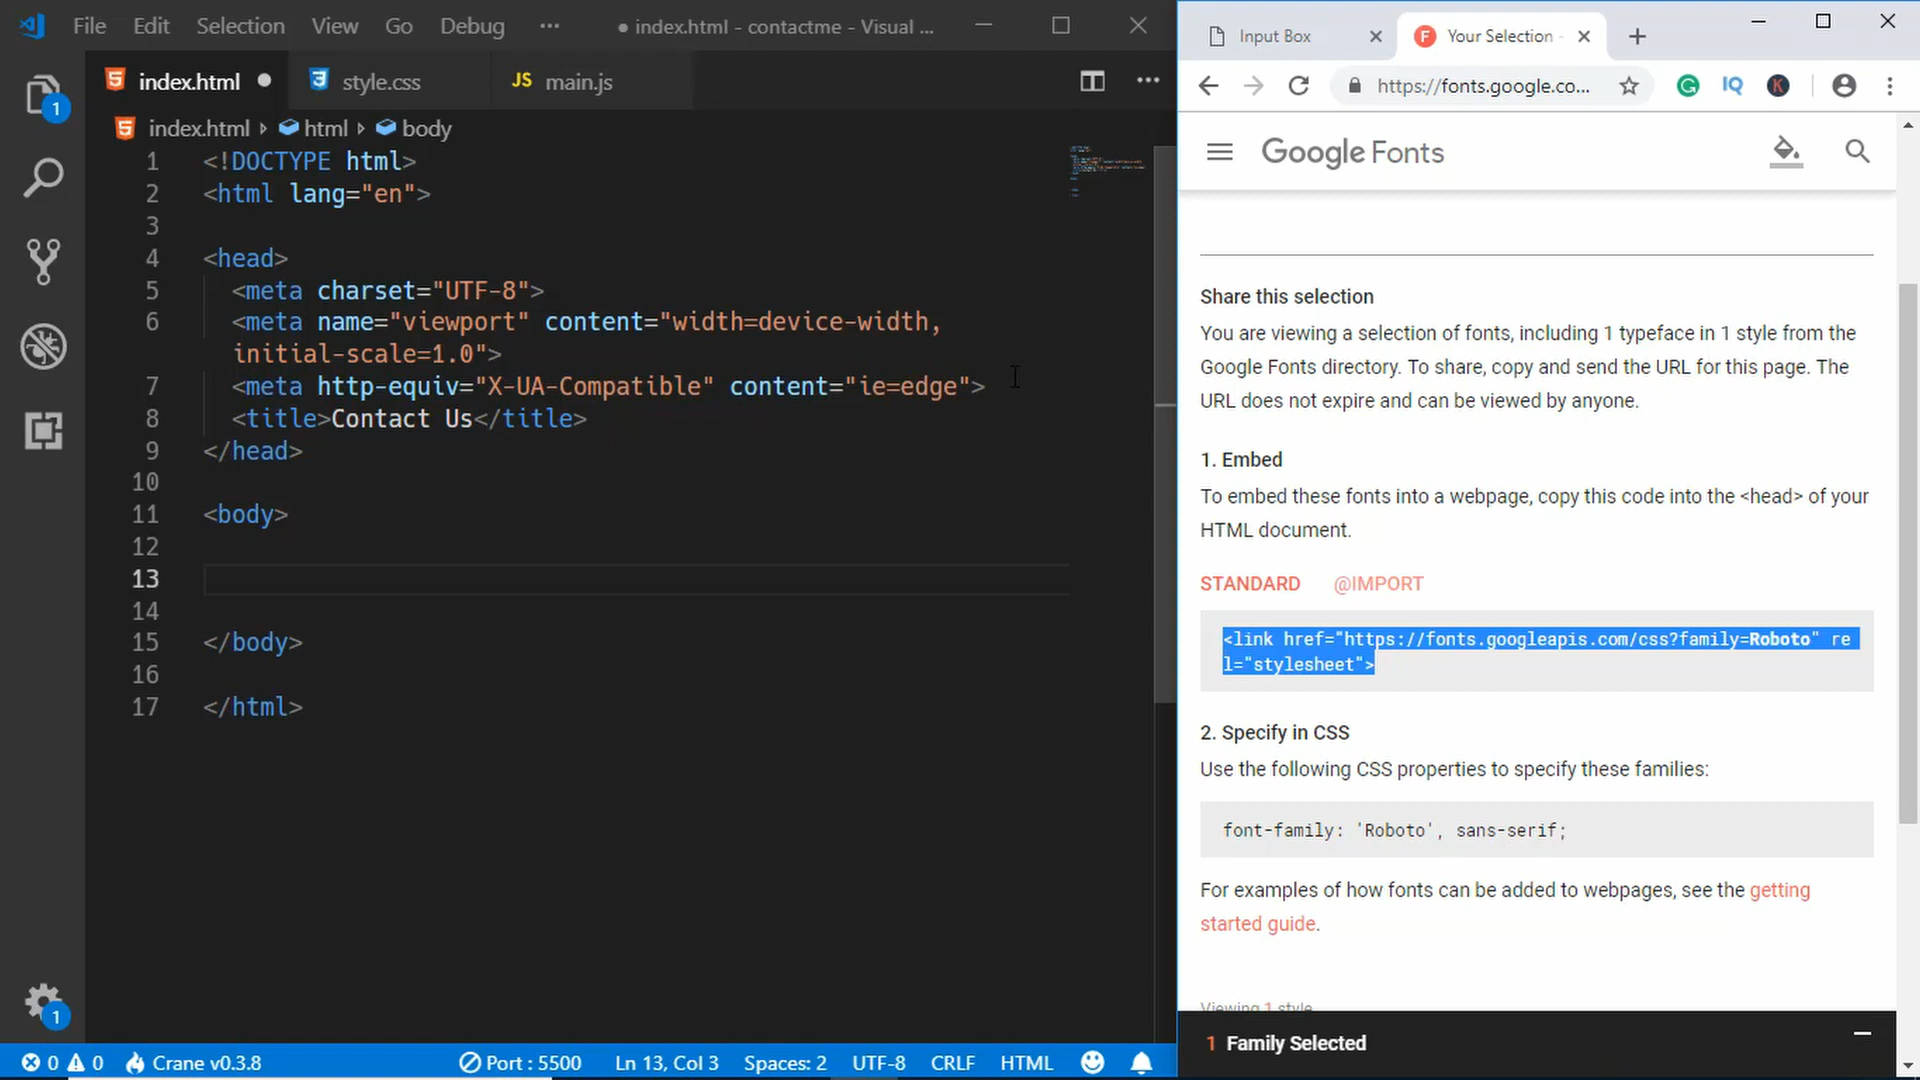 File Edit Selection View Go Debug ··· ● index.html - contactme - Visual ...
index.html ● style.css JS main.js
index.html › html › body
1 <!DOCTYPE html>
2 <html lang="en">
3
4 <head>
5 <meta charset="UTF-8">
6 <meta name="viewport" content="width=device-width,
initial-scale=1.0">
7 <meta http-equiv="X-UA-Compatible" content="ie=edge">
8 <title>Contact Us</title>
9 </head>
10
11 <body>
12
13
14
15 </body>
16
17 </html>
1
1
0 0 Crane v0.3.8 Port : 5500 Ln 13, Col 3 Spaces: 2 UTF-8 CRLF HTML
Input Box F Your Selection -
https://fonts.google.co... IQ K
Google Fonts
Share this selection
You are viewing a selection of fonts, including 1 typeface in 1 style from the
Google Fonts directory. To share, copy and send the URL for this page. The
URL does not expire and can be viewed by anyone.
1. Embed
To embed these fonts into a webpage, copy this code into the <head> of your
HTML document.
STANDARD @IMPORT
<link href="https://fonts.googleapis.com/css?family=Roboto" re
l="stylesheet">
2. Specify in CSS
Use the following CSS properties to specify these families:
font-family: 'Roboto', sans-serif;
For examples of how fonts can be added to webpages, see the getting
started guide.
Viewing 1 style
1 Family Selected